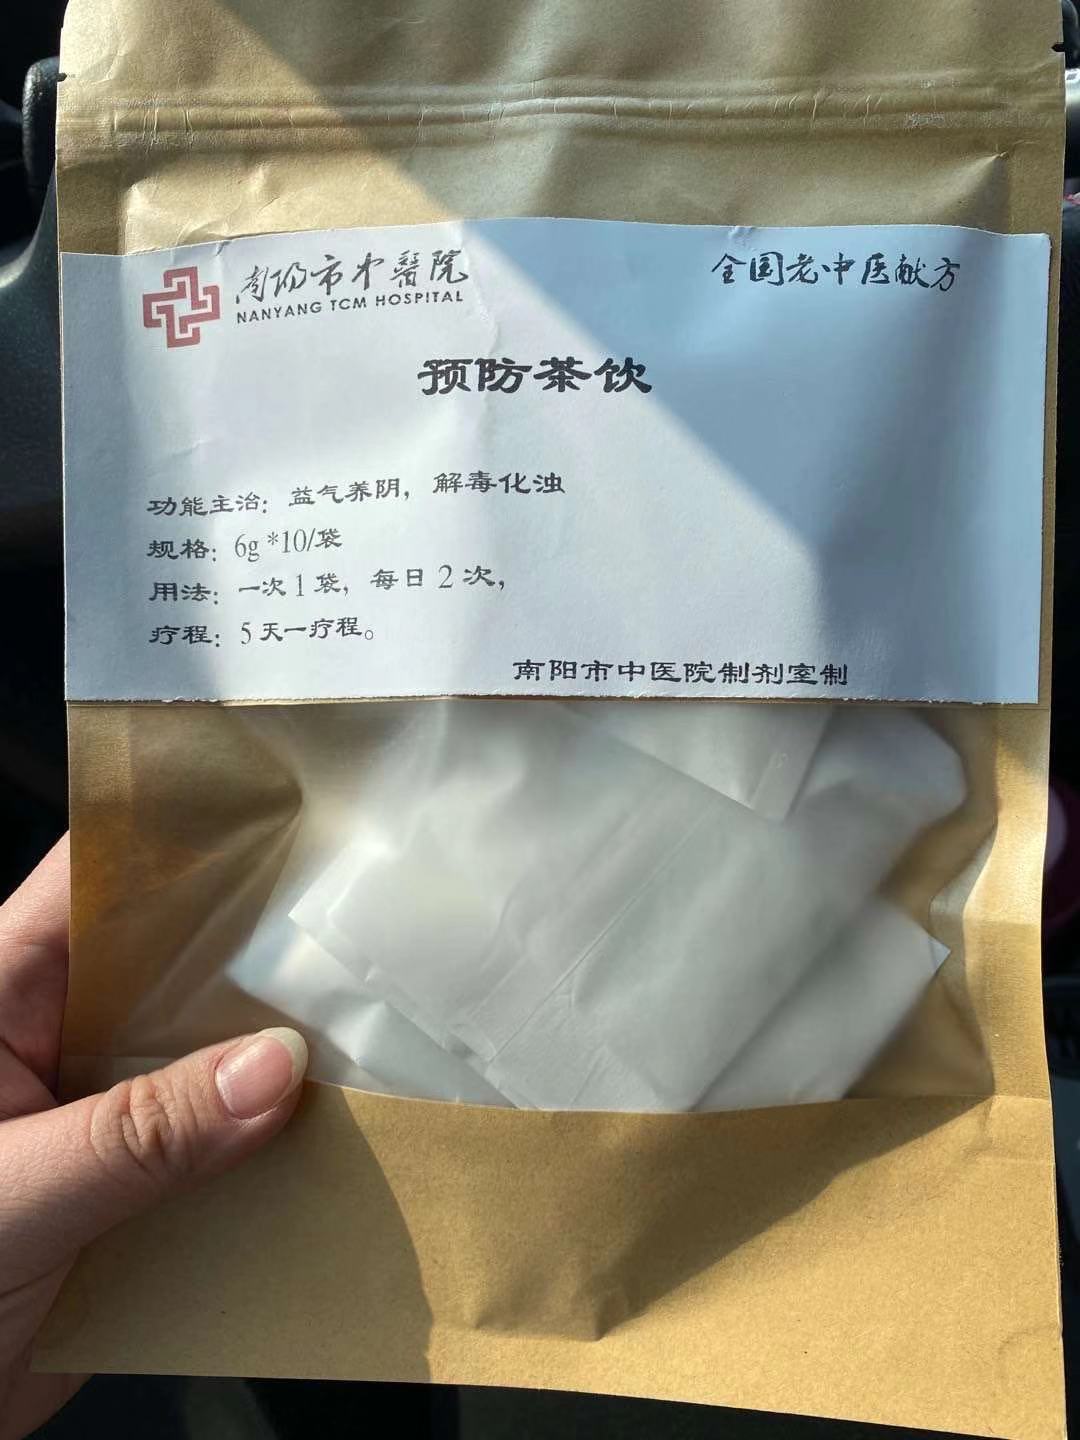 南阳市中醫院
NANYANG TCM HOSPITAL
全国老中医献方
预防茶饮
功能主治：益气养阴，解毒化浊
规格：6g *10/袋
用法：一次1袋，每日2次，
疗程：5天一疗程。
南阳市中医院制剂室制